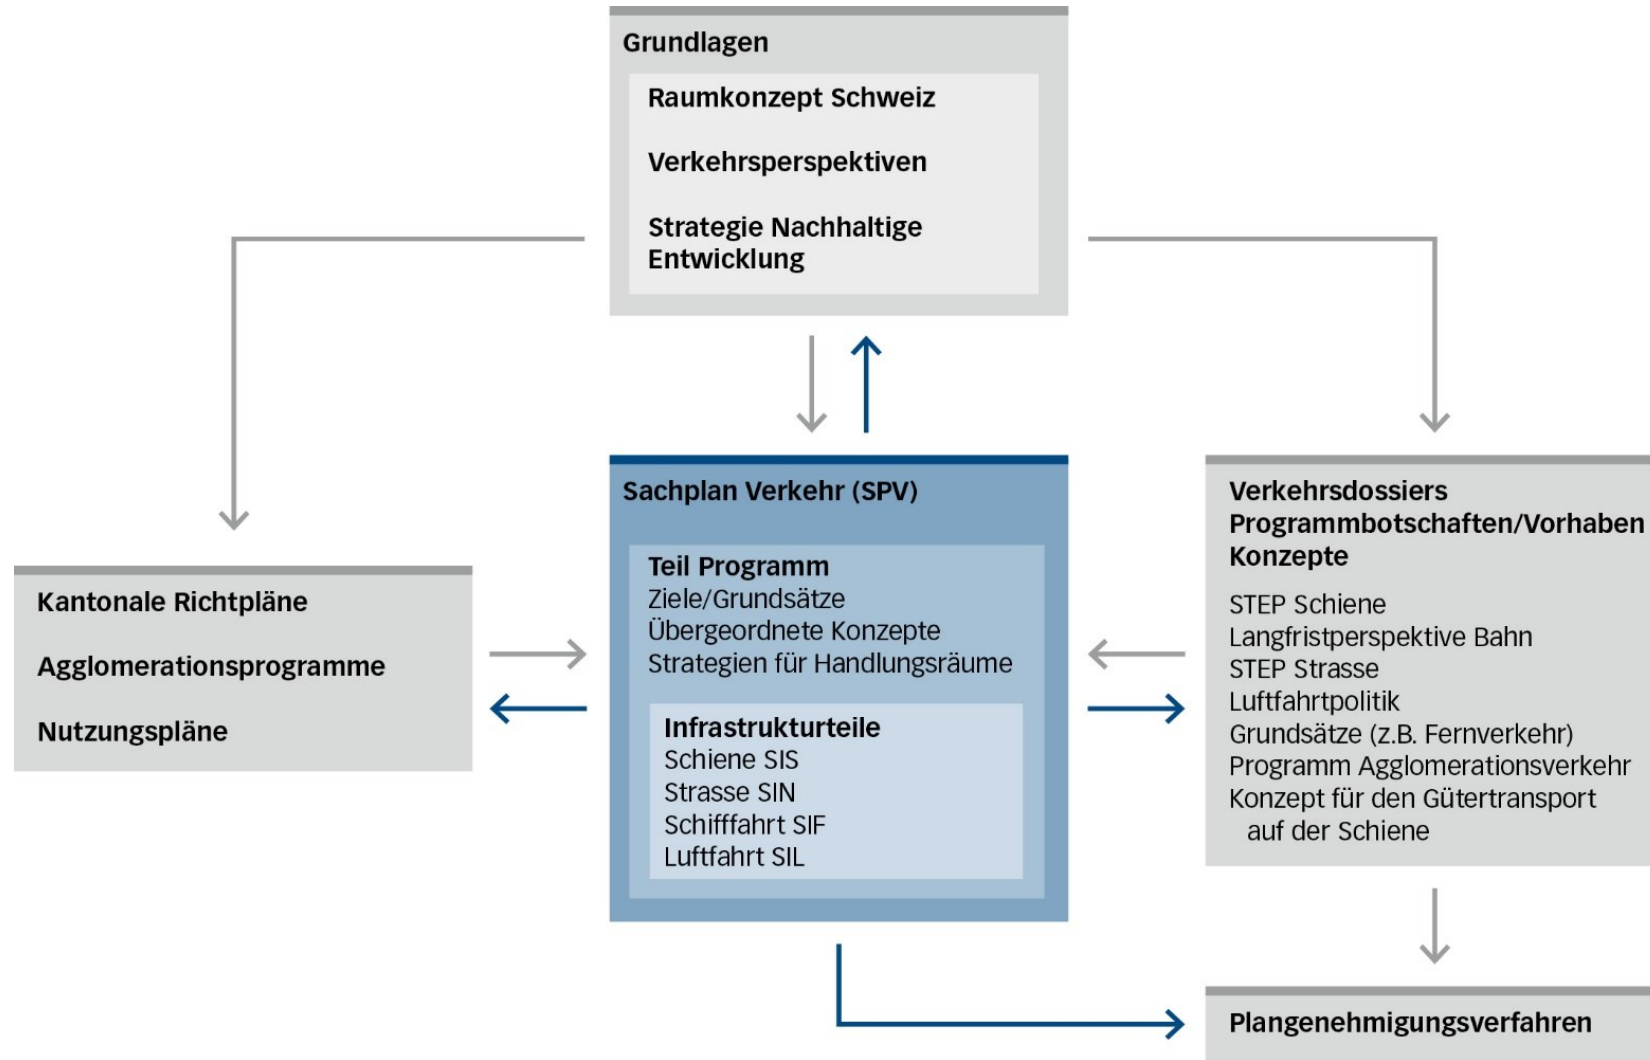 Grundlagen
Raumkonzept Schweiz
Verkehrsperspektiven
Strategie Nachhaltige
Entwicklung
Kantonale Richtpläne
Agglomerationsprogramme
Nutzungspläne
Sachplan Verkehr (SPV)
Teil Programm
Ziele/Grundsätze
Übergeordnete Konzepte
Strategien für Handlungsräume
Infrastrukturteile
Schiene SIS
Strasse SIN
Schifffahrt SIF
Luftfahrt SIL
Verkehrsdossiers
Programmbotschaften/Vorhaben
Konzepte
STEP Schiene
Langfristperspektive Bahn
STEP Strasse
Luftfahrtpolitik
Grundsätze (z.B. Fernverkehr)
Programm Agglomerationsverkehr
Konzept für den Gütertransport
auf der Schiene
Plangenehmigungsverfahren